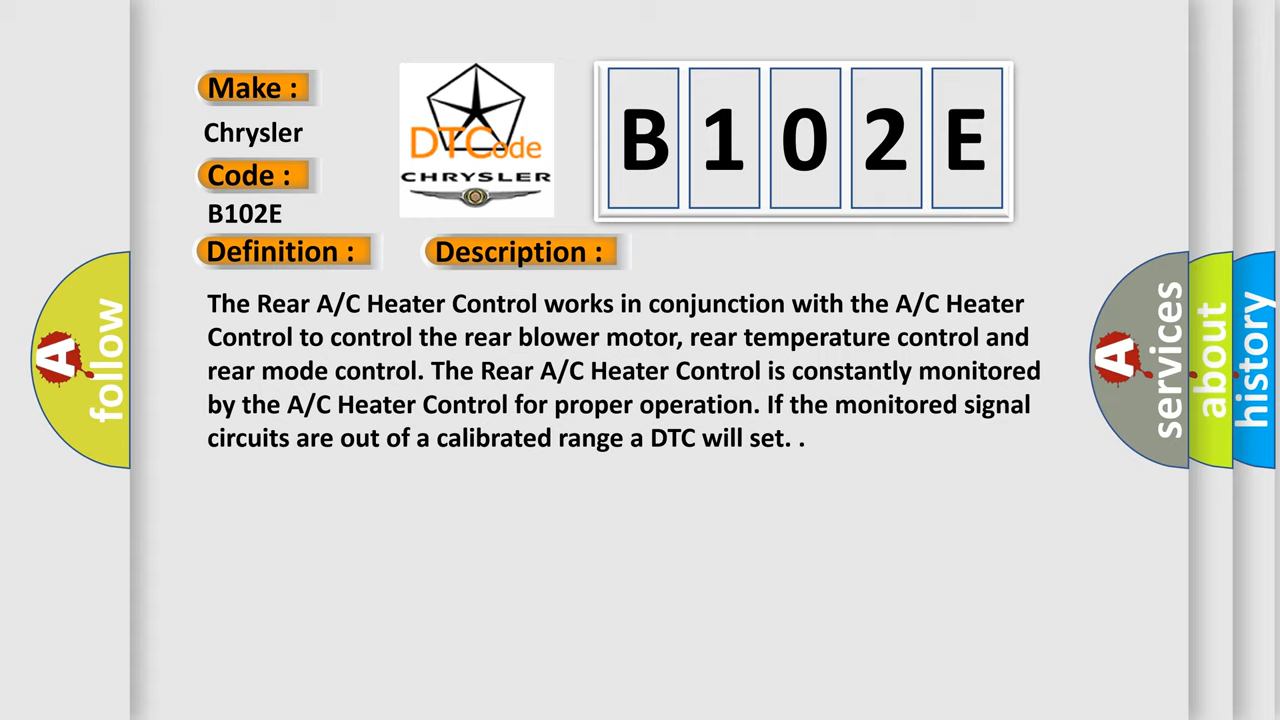 Make :
Chrysler
Code :
B102E
DTCode
CHRYSLER
B102E
Definition :
Description :
The Rear A/C Heater Control works in conjunction with the A/C Heater
Control to control the rear blower motor, rear temperature control and
rear mode control. The Rear A/C Heater Control is constantly monitored
by the A/C Heater Control for proper operation. If the monitored signal
circuits are out of a calibrated range a DTC will set. .
A follow
A services
about
history